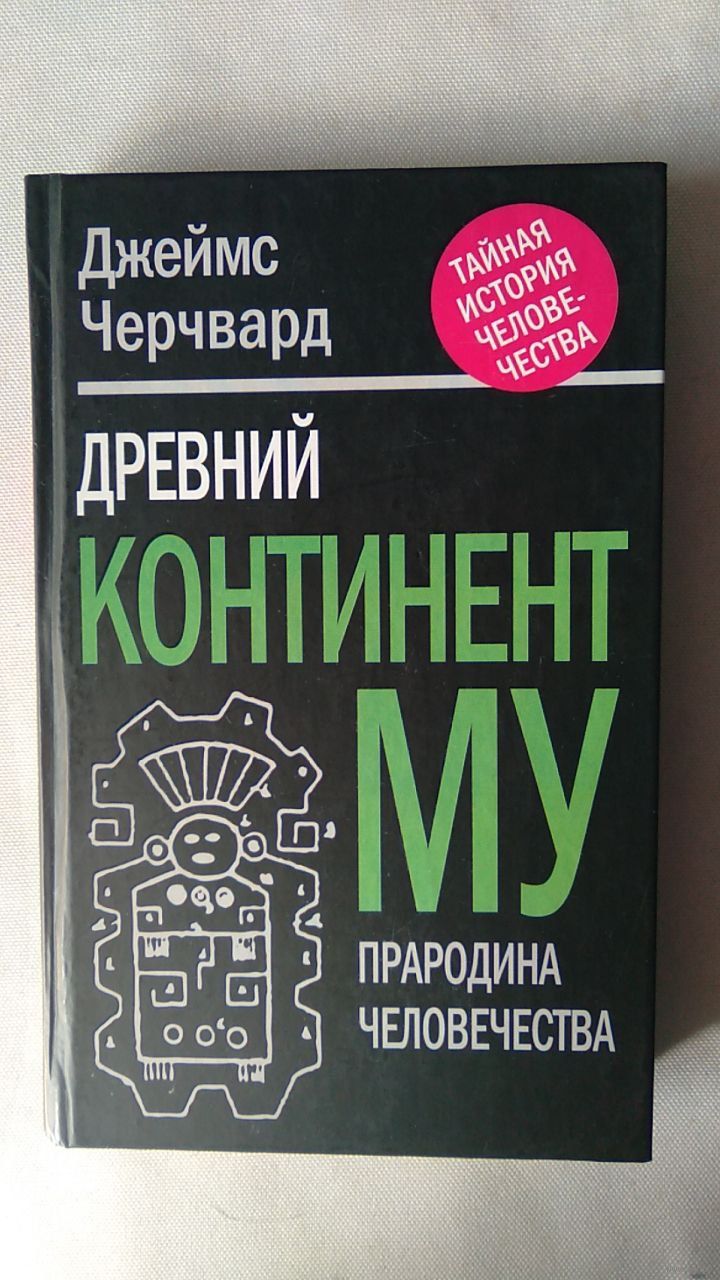 Джеймс
Черчвард
ТАЙНАЯ
ИСТОРИЯ
ЧЕЛОВЕ-
ЧЕСТВА
ДРЕВНИЙ
КОНТИНЕНТ
МУ
ПРАРОДИНА
ЧЕЛОВЕЧЕСТВА